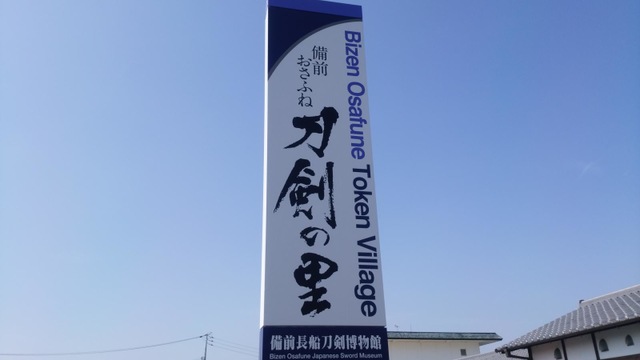 備前
おさふね
刀剣の里
Bizen Osafune Token Village
備前長船刀剣博物館
Bizen Osafune Japanese Sword Museum